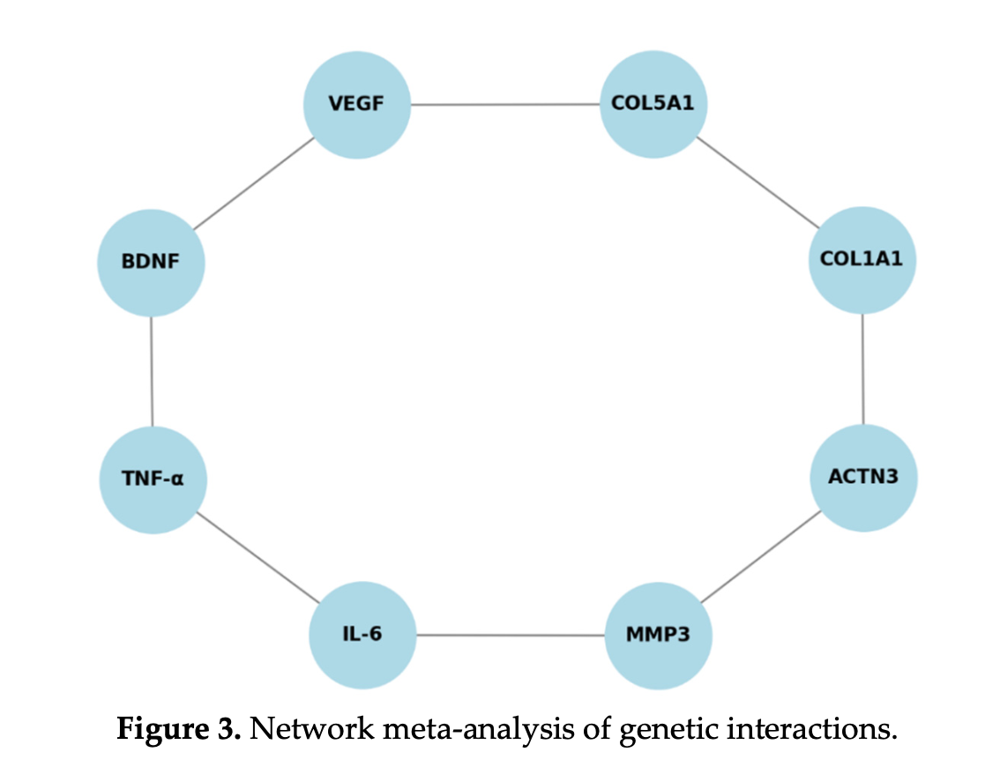 VEGF
COL5A1
BDNF
COL1A1
TNF-α
ACTN3
IL-6
MMP3
Figure 3. Network meta-analysis of genetic interactions.